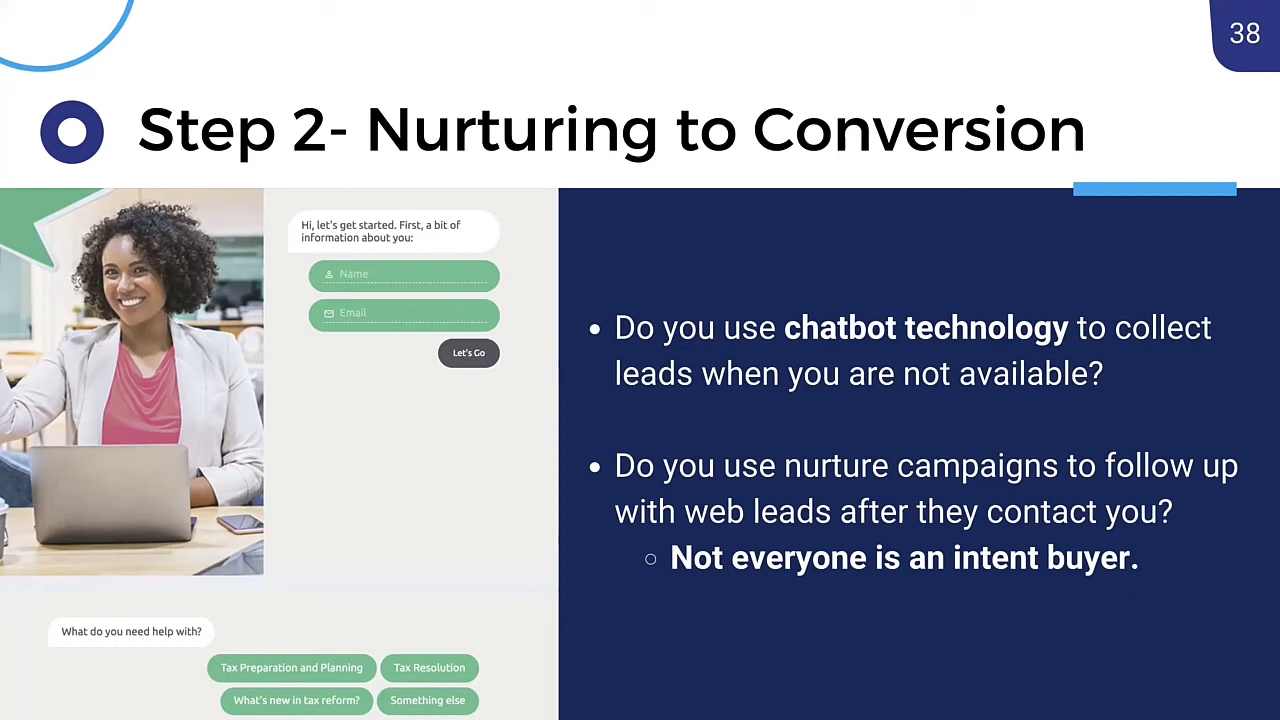 38
Step 2- Nurturing to Conversion
Hi, let's get started. First, a bit of
information about you:
Name
Email
Let's Go
What do you need help with?
Tax Preparation and Planning
Tax Resolution
What's new in tax reform?
Something else
• Do you use chatbot technology to collect
leads when you are not available?
• Do you use nurture campaigns to follow up
with web leads after they contact you?
○ Not everyone is an intent buyer.